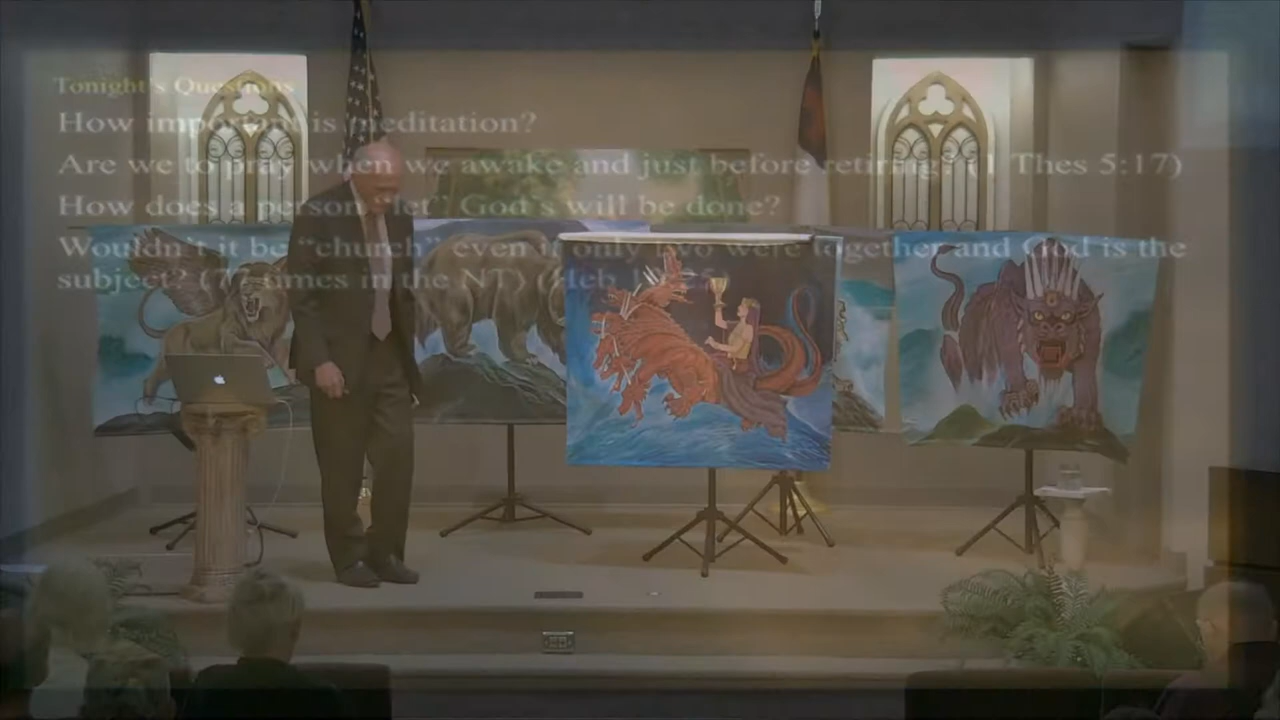 Tonight's Questions
How important is meditation?
Are we to pray when we awake and just before retiring? (1 Thes 5:17)
How does a person "let" God's will be done?
Wouldn't it be "church" even if only two were together and God is the
subject? (77 times in the NT) (Heb.